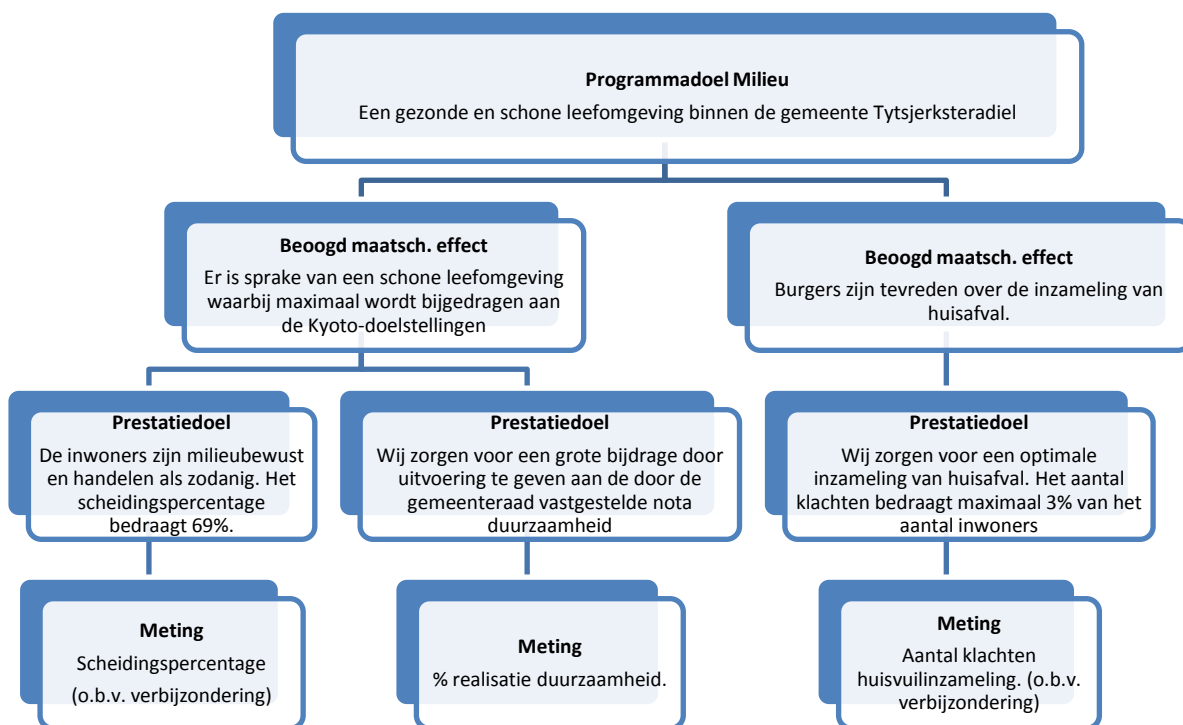 Programmadoel Milieu
Een gezonde en schone leefomgeving binnen de gemeente Tytsjerksteradiel
Beoogd maatsch. effect
Er is sprake van een schone leefomgeving
waarbij maximaal wordt bijgedragen aan
de Kyoto-doelstellingen
Beoogd maatsch. effect
Burgers zijn tevreden over de inzameling van
huisafval.
Prestatiedoel
De inwoners zijn milieubewust
en handelen als zodanig. Het
scheidingspercentage
bedraagt 69%.
Prestatiedoel
Wij zorgen voor een grote bijdrage door
uitvoering te geven aan de door de
gemeenteraad vastgestelde nota
duurzaamheid
Prestatiedoel
Wij zorgen voor een optimale
inzameling van huisafval. Het aantal
klachten bedraagt maximaal 3% van het
aantal inwoners
Meting
Scheidingspercentage
(o.b.v. verbijzondering)
Meting
% realisatie duurzaamheid.
Meting
Aantal klachten
huisvuilinzameling. (o.b.v.
verbijzondering)